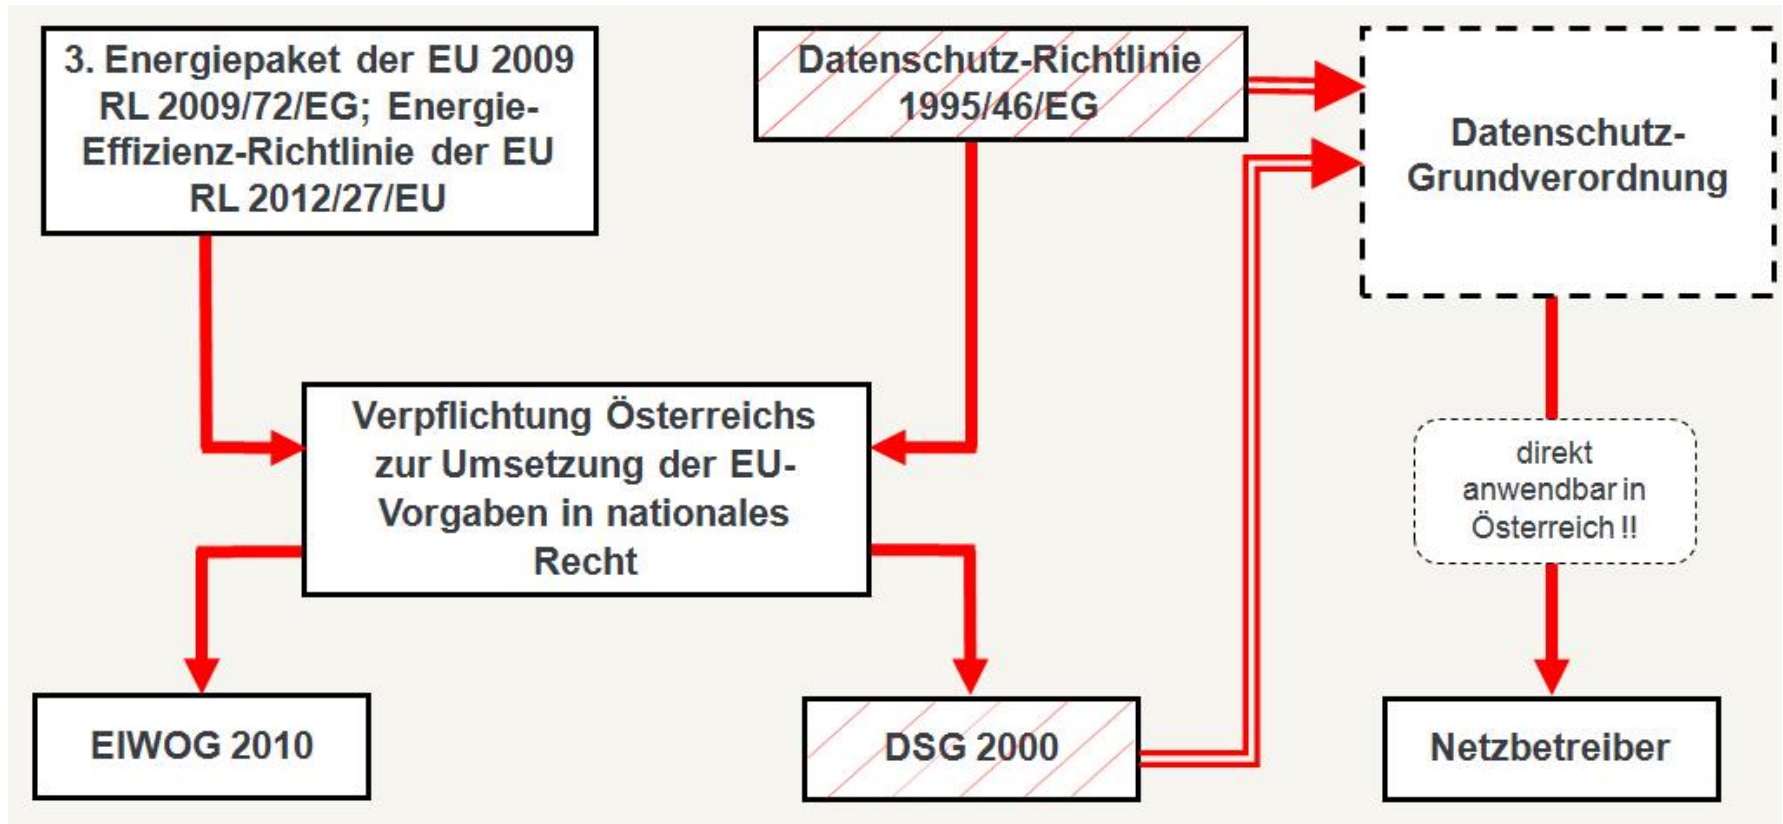 3. Energiepaket der EU 2009
RL 2009/72/EG; Energie-
Effizienz-Richtlinie der EU
RL 2012/27/EU
Datenschutz-Richtlinie
1995/46/EG
Datenschutz-
Grundverordnung
Verpflichtung Österreichs
zur Umsetzung der EU-
Vorgaben in nationales
Recht
direkt
anwendbar in
Österreich !!
ElWOG 2010
DSG 2000
Netzbetreiber